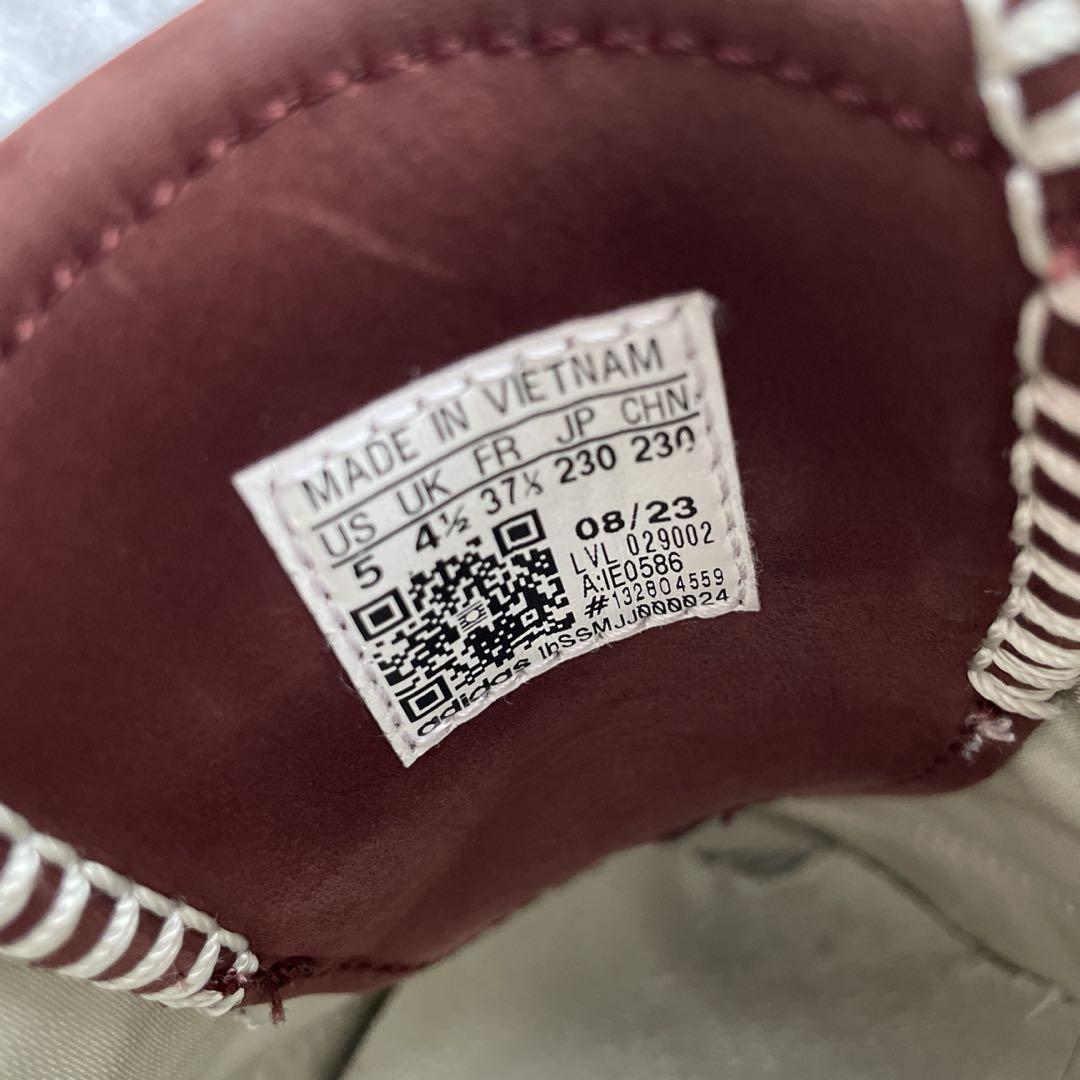 MADE IN VIETNAM
US UK FR JP CHN
5 4½ 37⅓ 230 230
08/23
LVL 029002
A:IE0586
#132804559
adidas 1hSSMJJ000024